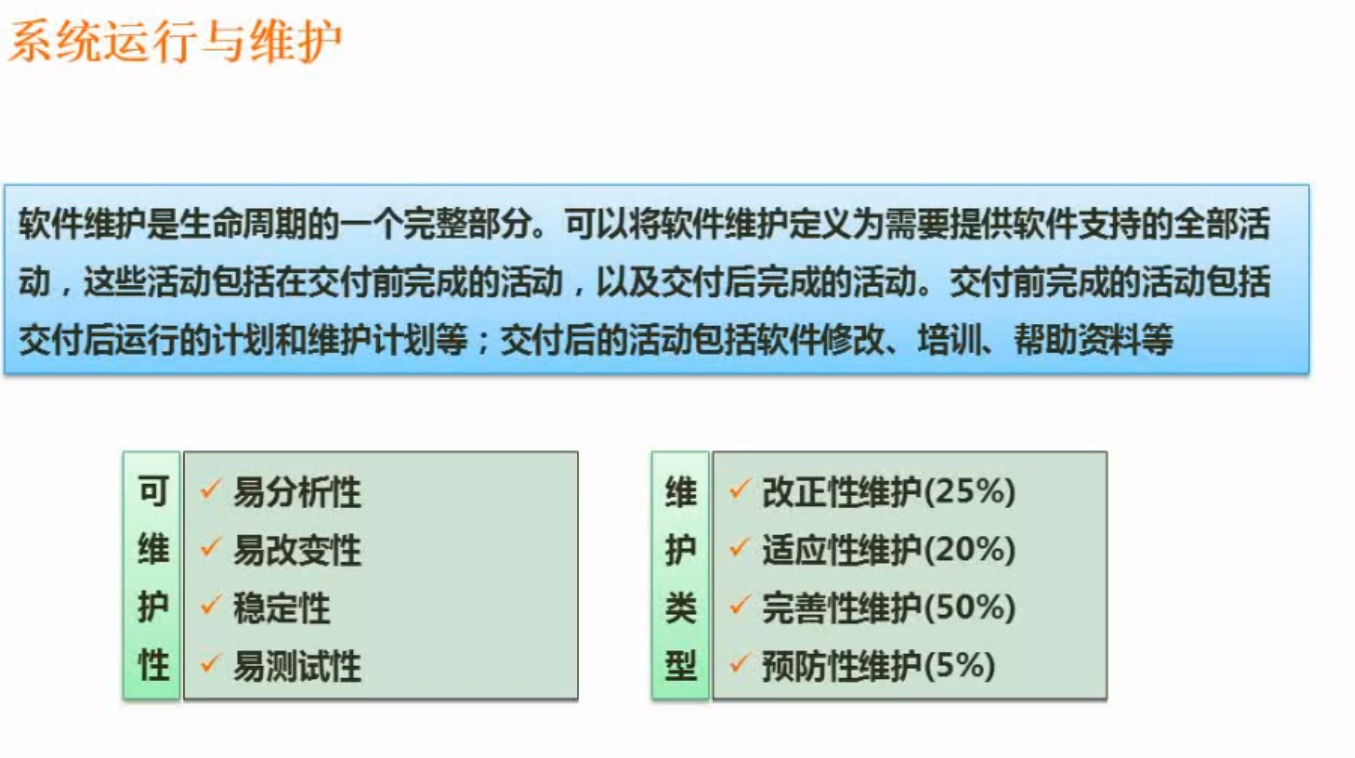 系统运行与维护
软件维护是生命周期的一个完整部分。可以将软件维护定义为需要提供软件支持的全部活
动，这些活动包括在交付前完成的活动，以及交付后完成的活动。交付前完成的活动包括
交付后运行的计划和维护计划等；交付后的活动包括软件修改、培训、帮助资料等
可维护性
✓ 易分析性
✓ 易改变性
✓ 稳定性
✓ 易测试性
维护类型
✓ 改正性维护(25%)
✓ 适应性维护(20%)
✓ 完善性维护(50%)
✓ 预防性维护(5%)